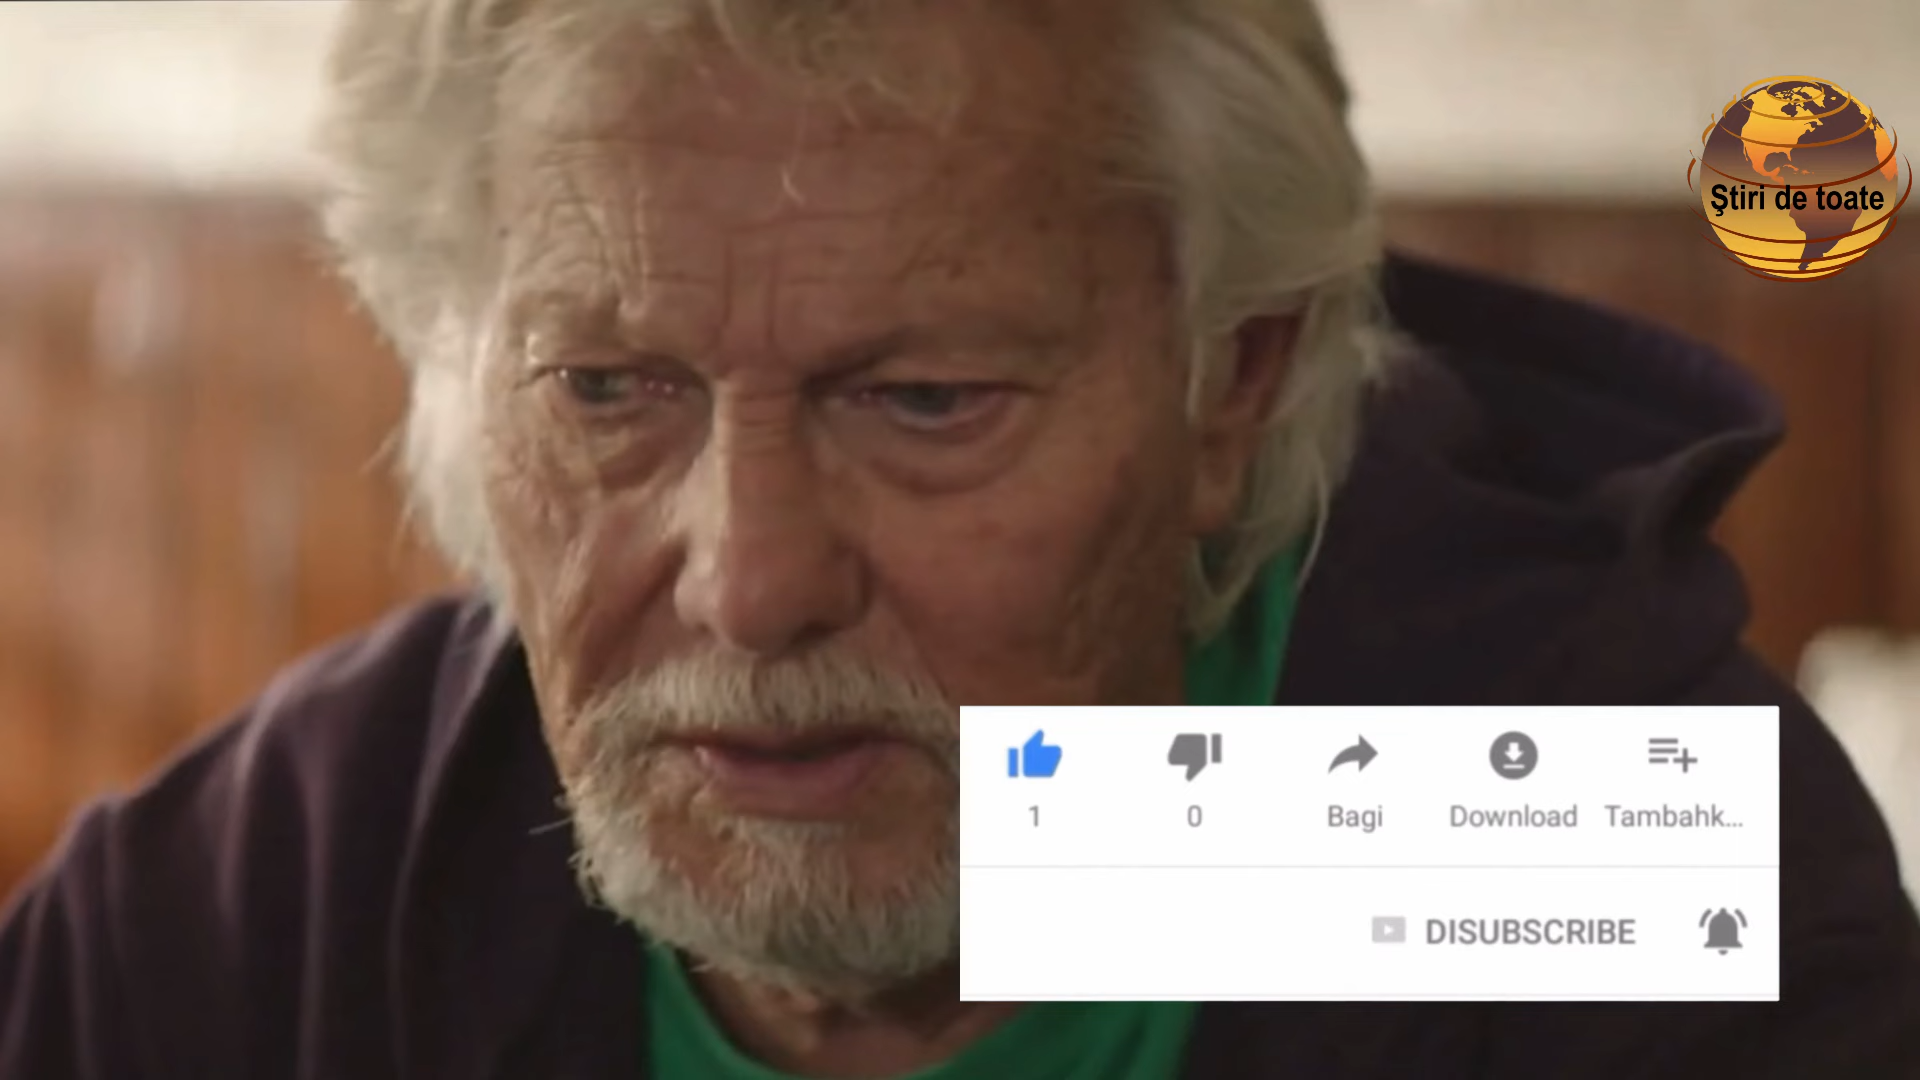 Ştiri de toate
1
0
Bagi
Download
Tambahk...
DISUBSCRIBE